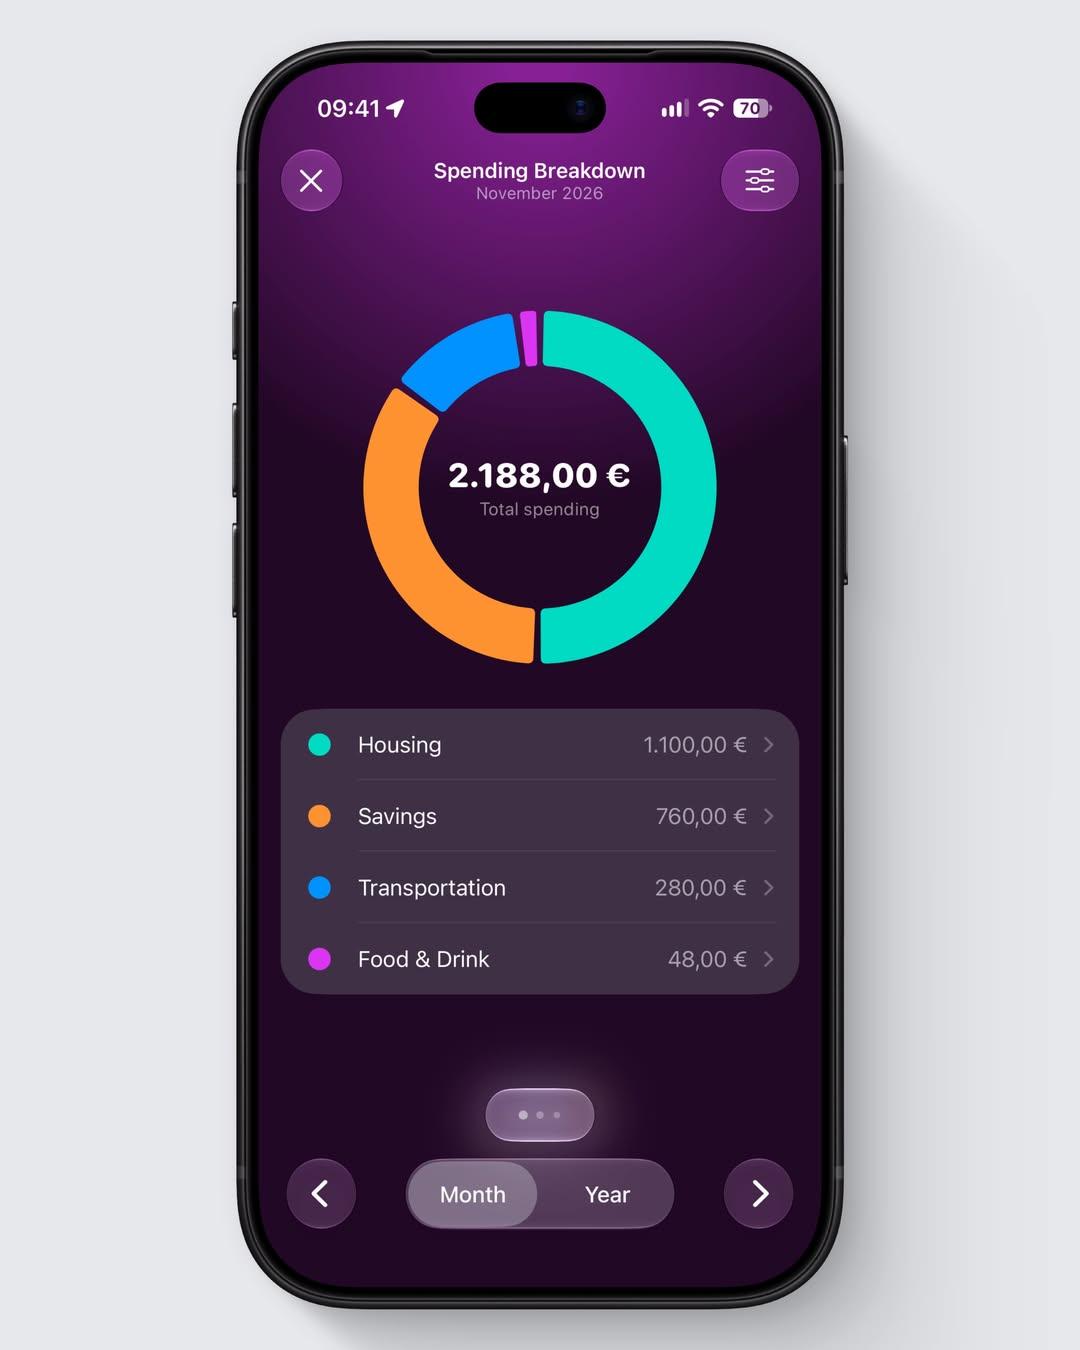 09:41
70
Spending Breakdown
November 2026
2.188,00 €
Total spending
Housing 1.100,00 €
Savings 760,00 €
Transportation 280,00 €
Food & Drink 48,00 €
Month Year